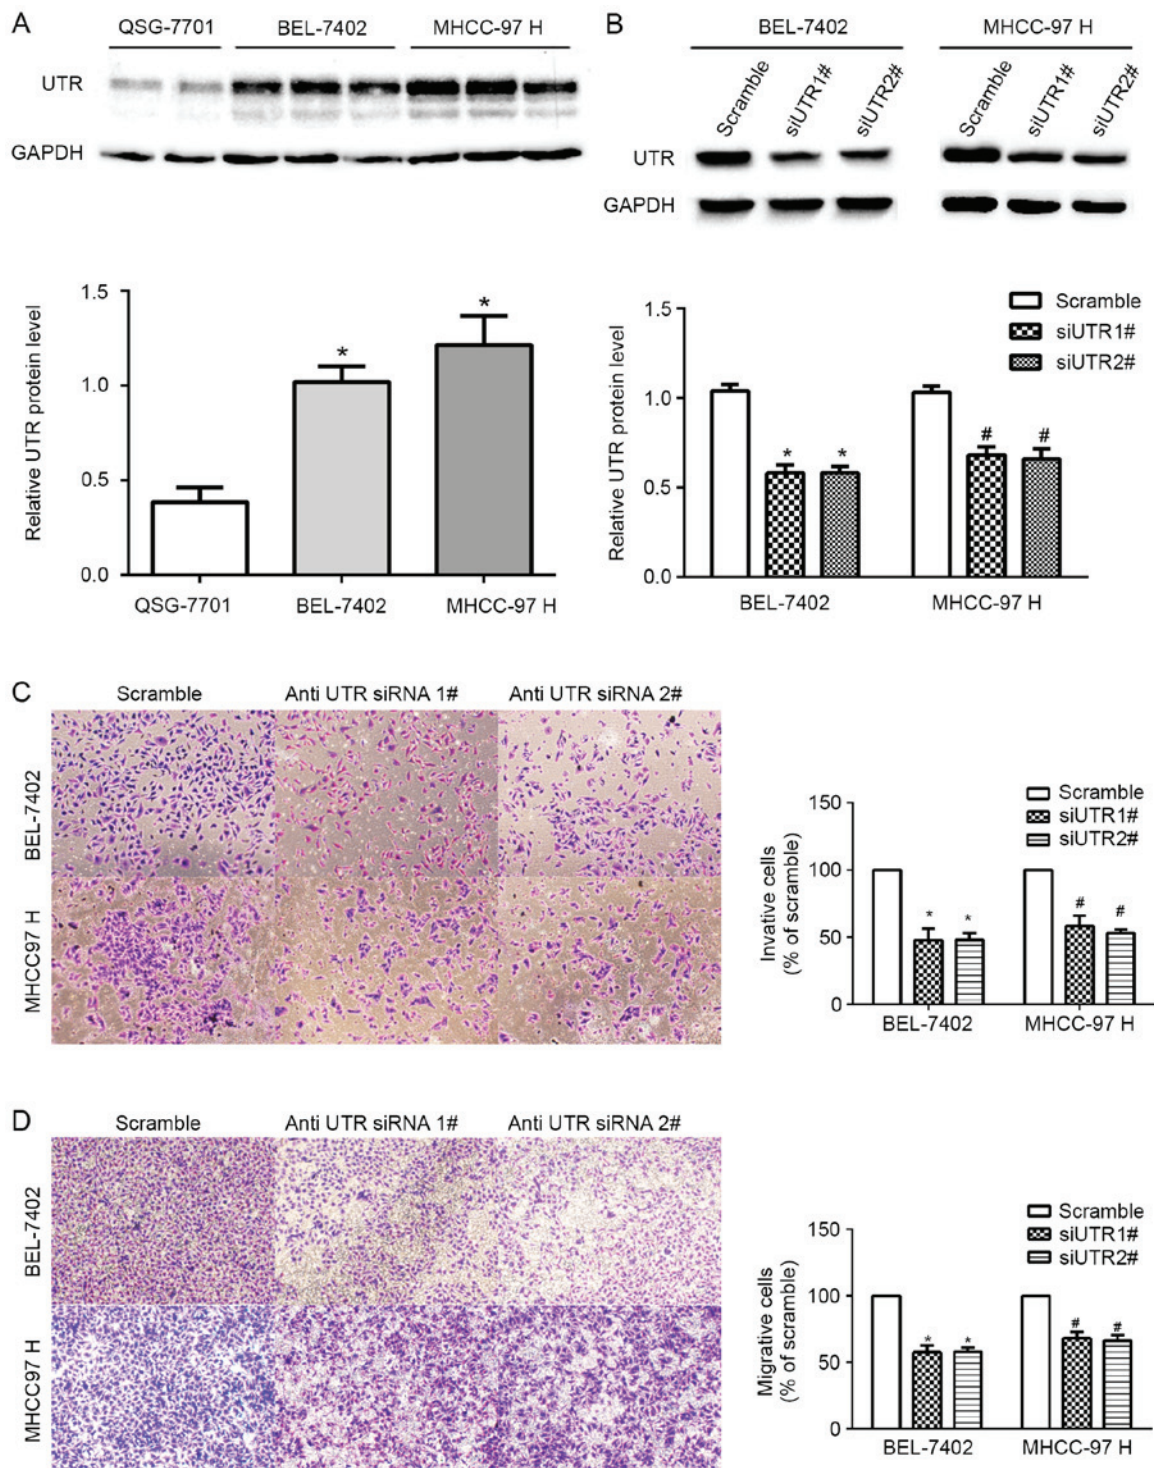 A
QSG-7701 BEL-7402 MHCC-97 H
UTR
GAPDH
Relative UTR protein level
1.5
1.0
0.5
0.0
*
*
QSG-7701 BEL-7402 MHCC-97 H
B
BEL-7402 MHCC-97 H
Scramble siUTR1# siUTR2# Scramble siUTR1# siUTR2#
UTR
GAPDH
Relative UTR protein level
1.5
1.0
0.5
0.0
Scramble
siUTR1#
siUTR2#
* * # #
BEL-7402 MHCC-97 H
C
Scramble Anti UTR siRNA 1# Anti UTR siRNA 2#
BEL-7402
MHCC97 H
Invative cells
(% of scramble)
150
100
50
0
Scramble
siUTR1#
siUTR2#
* * # #
BEL-7402 MHCC-97 H
D
Scramble Anti UTR siRNA 1# Anti UTR siRNA 2#
BEL-7402
MHCC97 H
Migrative cells
(% of scramble)
150
100
50
0
Scramble
siUTR1#
siUTR2#
* * # #
BEL-7402 MHCC-97 H